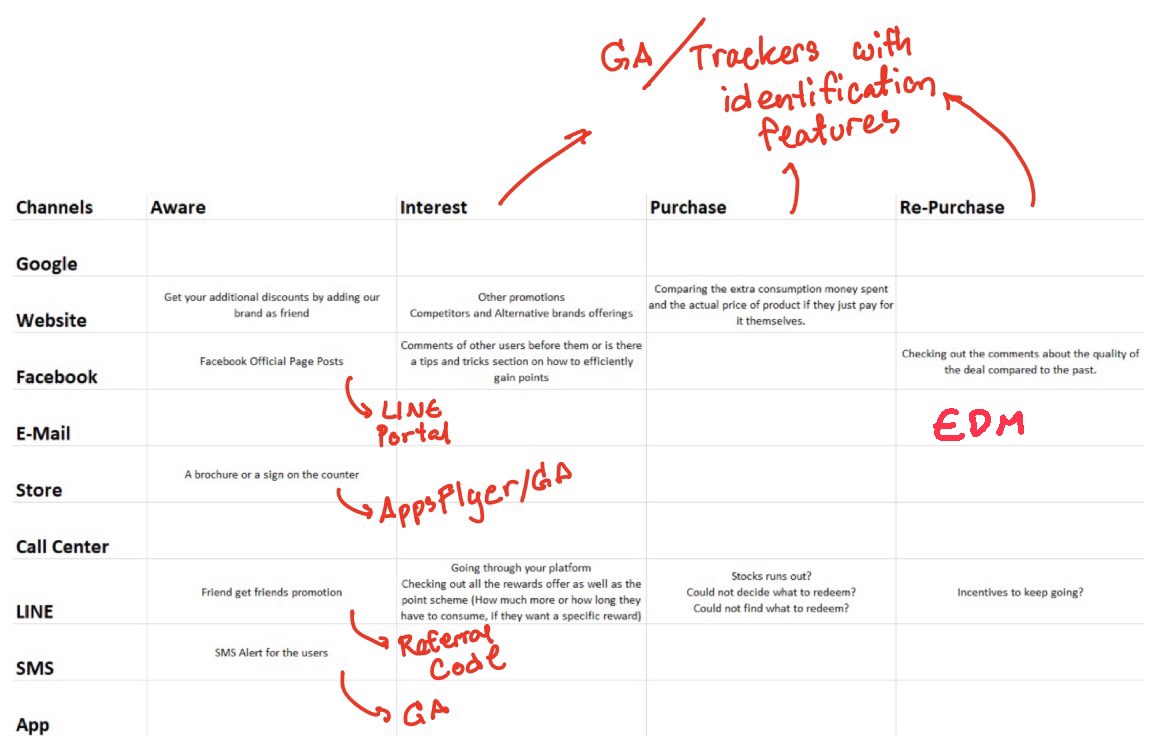 GA/Trackers with
identification
features
Channels Aware Interest Purchase Re-Purchase
Google
Website
Get your additional discounts by adding our
brand as friend
Other promotions
Competitors and Alternative brands offerings
Comparing the extra consumption money spent
and the actual price of product if they just pay for
it themselves.
Facebook
Facebook Official Page Posts
LINE
Portal
Comments of other users before them or is there
a tips and tricks section on how to efficiently
gain points
Checking out the comments about the quality of
the deal compared to the past.
E-Mail
EDM
Store
A brochure or a sign on the counter
AppsFlyer/GA
Call Center
LINE
Friend get friends promotion
Referral
Code
Going through your platform
Checking out all the rewards offer as well as the
point scheme (How much more or how long they
have to consume, if they want a specific reward)
Stocks runs out?
Could not decide what to redeem?
Could not find what to redeem?
Incentives to keep going?
SMS
SMS Alert for the users
GA
App